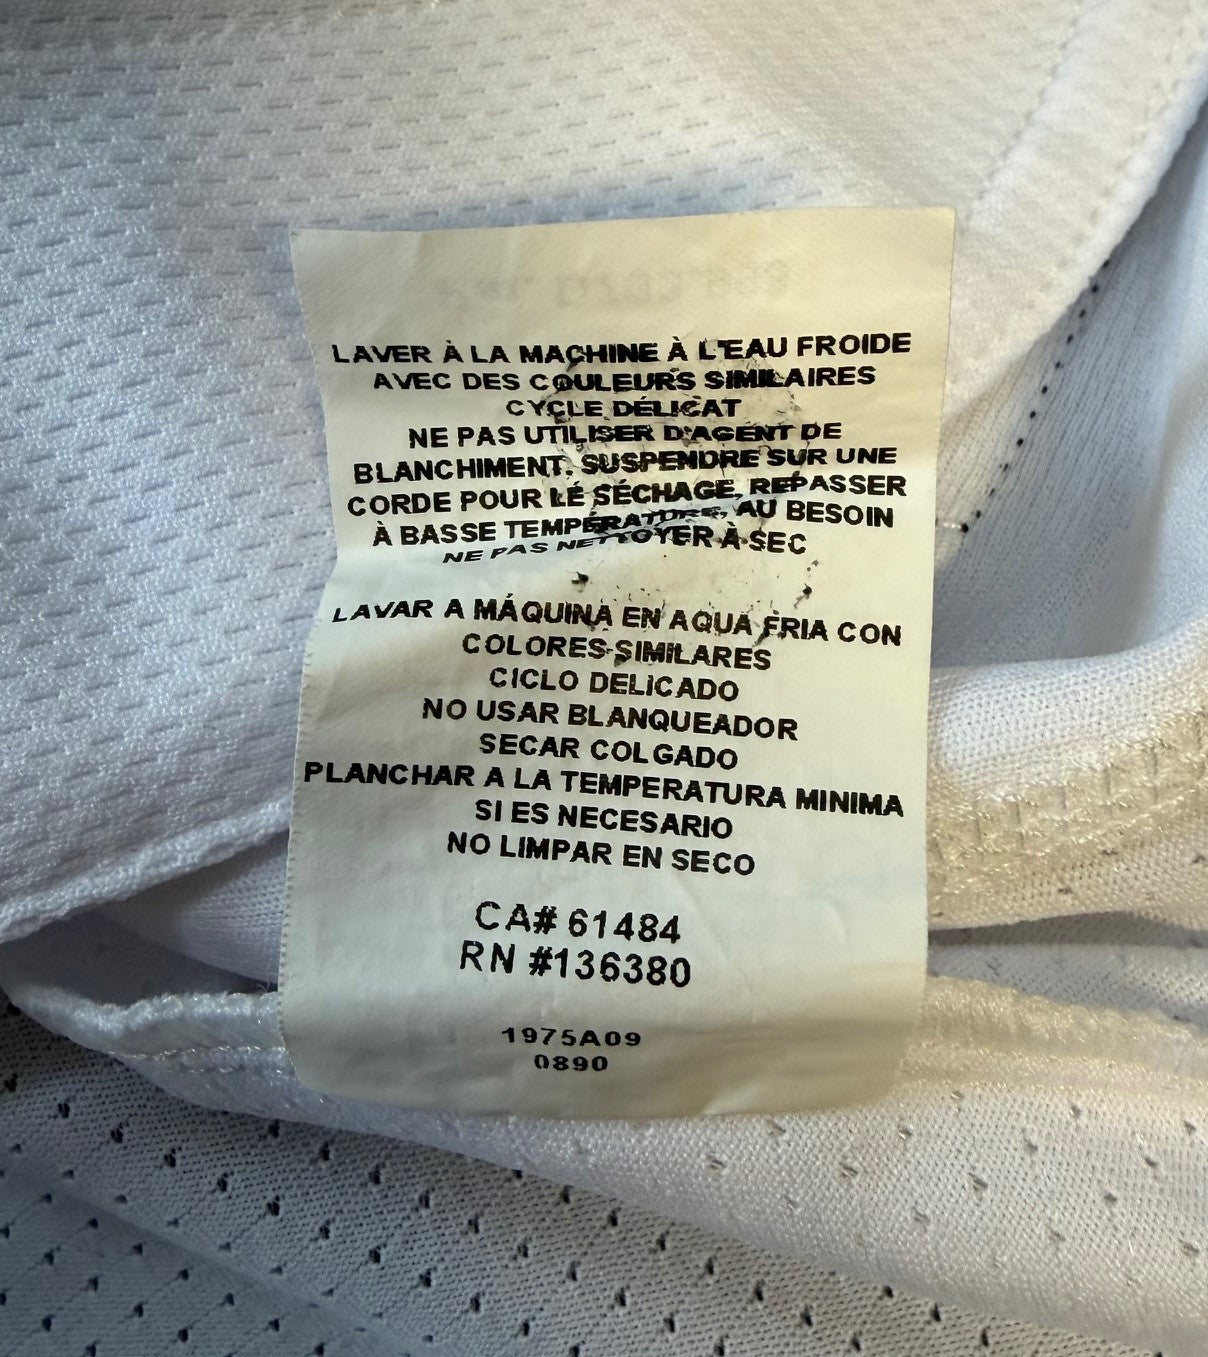 LAVER À LA MACHINE À L'EAU FROIDE
AVEC DES COULEURS SIMILAIRES
CYCLE DÉLICAT
NE PAS UTILISER D'AGENT DE
BLANCHIMENT. SUSPENDRE SUR UNE
CORDE POUR LÉ SÉCHAGE, REPASSER
À BASSE TEMPÉRATURE, AU BESOIN
NE PAS NETTOYER À SEC
LAVAR A MÁQUINA EN AQUA FRIA CON
COLORES SIMILARES
CICLO DELICADO
NO USAR BLANQUEADOR
SECAR COLGADO
PLANCHAR A LA TEMPERATURA MINIMA
SI ES NECESARIO
NO LIMPAR EN SECO
CA# 61484
RN #136380
1975A09
0890